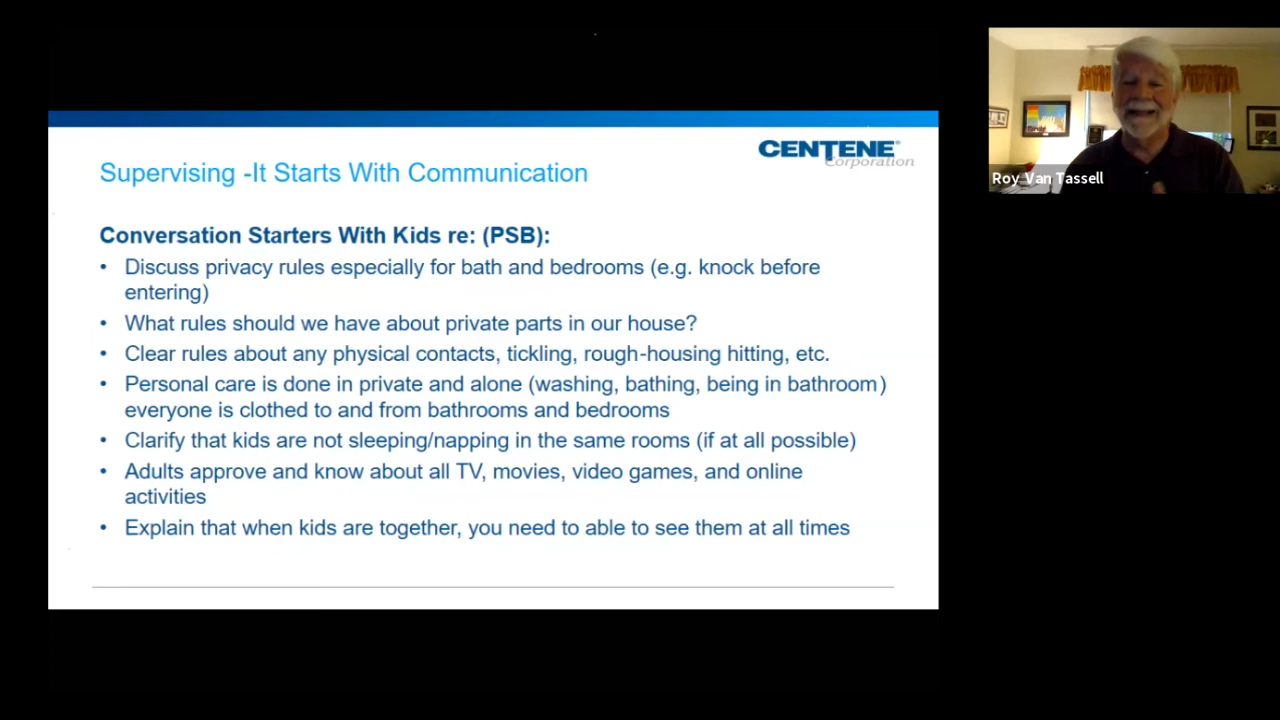 CENTENE®
Corporation
Supervising -It Starts With Communication
Conversation Starters With Kids re: (PSB):
• Discuss privacy rules especially for bath and bedrooms (e.g. knock before
entering)
• What rules should we have about private parts in our house?
• Clear rules about any physical contacts, tickling, rough-housing hitting, etc.
• Personal care is done in private and alone (washing, bathing, being in bathroom)
everyone is clothed to and from bathrooms and bedrooms
• Clarify that kids are not sleeping/napping in the same rooms (if at all possible)
• Adults approve and know about all TV, movies, video games, and online
activities
• Explain that when kids are together, you need to able to see them at all times
Roy Van Tassell